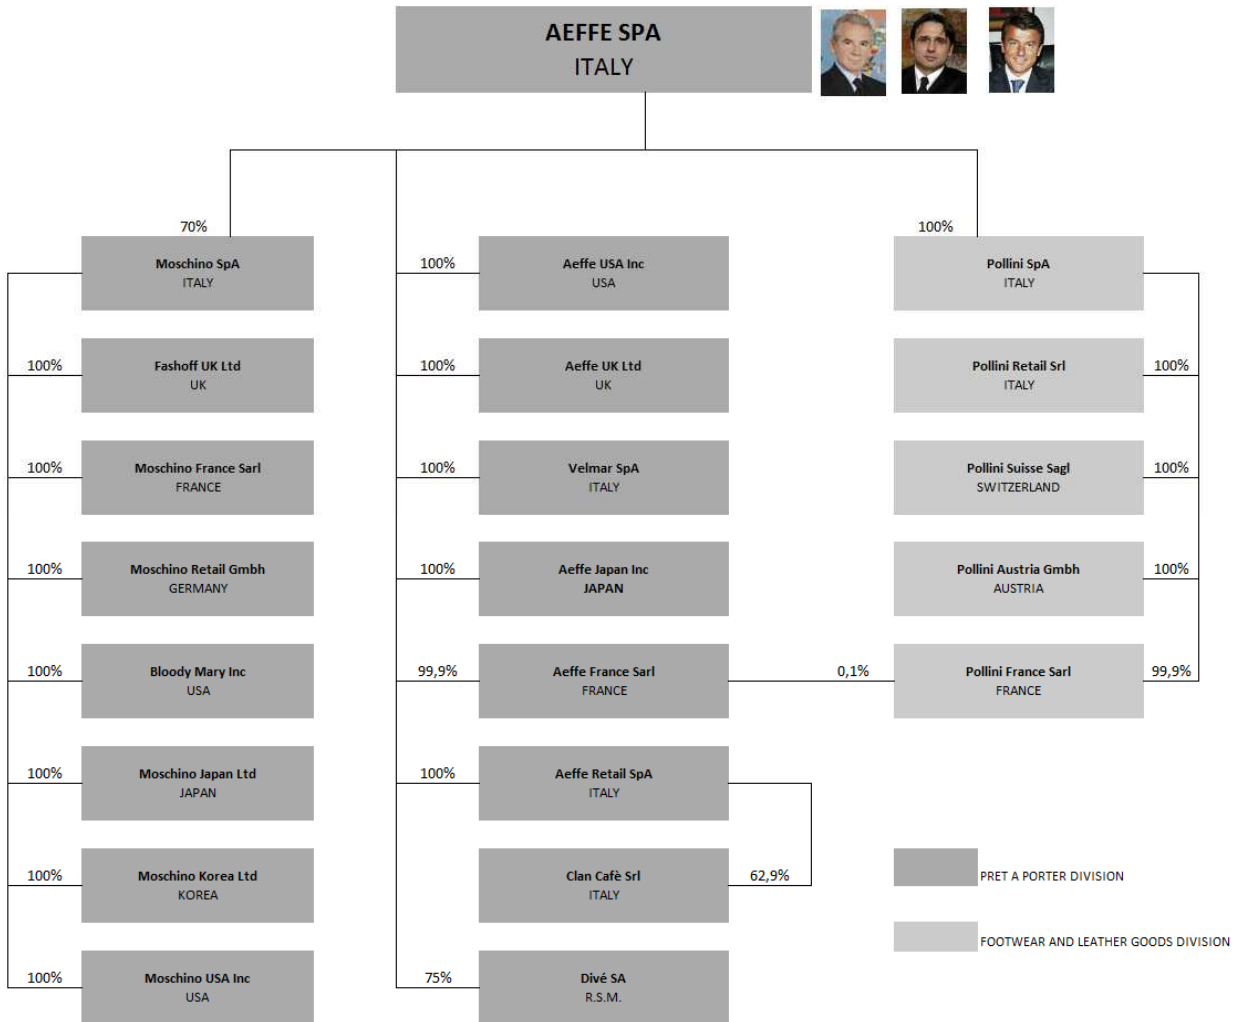 AEFFE SPA
ITALY
70%
100%
Moschino SpA
ITALY
100%
Aeffe USA Inc
USA
Pollini SpA
ITALY
100%
Fashoff UK Ltd
UK
100%
Aeffe UK Ltd
UK
Pollini Retail Srl
ITALY
100%
100%
Moschino France Sarl
FRANCE
100%
Velmar SpA
ITALY
Pollini Suisse Sagl
SWITZERLAND
100%
100%
Moschino Retail Gmbh
GERMANY
100%
Aeffe Japan Inc
JAPAN
Pollini Austria Gmbh
AUSTRIA
100%
100%
Bloody Mary Inc
USA
99,9%
Aeffe France Sarl
FRANCE
0,1%
Pollini France Sarl
FRANCE
99,9%
100%
Moschino Japan Ltd
JAPAN
100%
Aeffe Retail SpA
ITALY
100%
Moschino Korea Ltd
KOREA
Clan Cafè Srl
ITALY
62,9%
PRET A PORTER DIVISION
FOOTWEAR AND LEATHER GOODS DIVISION
100%
Moschino USA Inc
USA
75%
Divé SA
R.S.M.